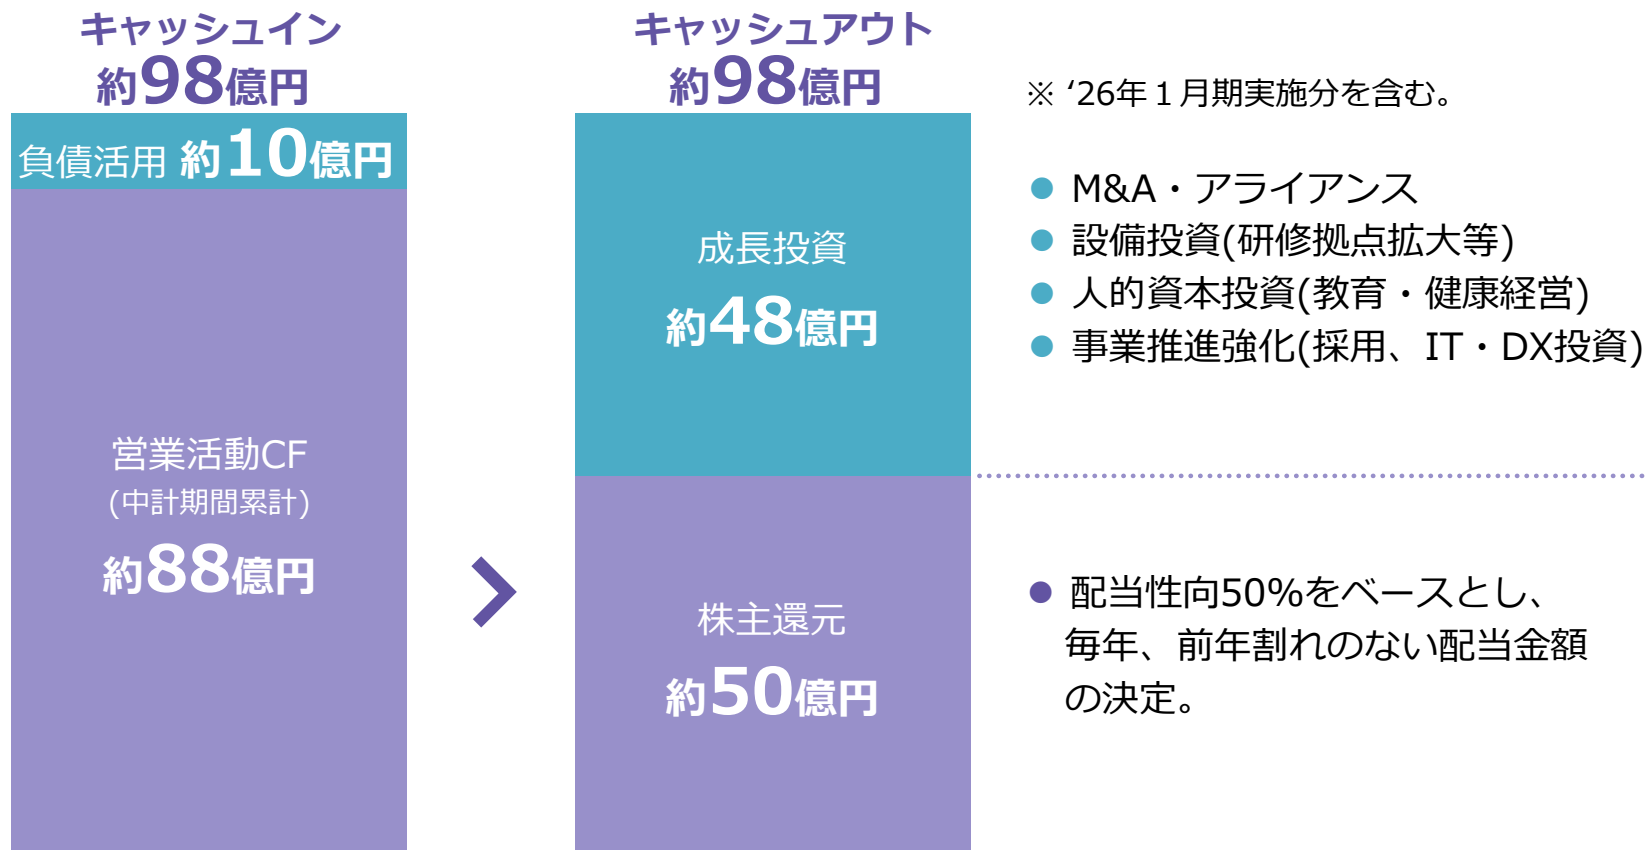 キャッシュイン
約98億円
負債活用 約10億円
営業活動CF
(中計期間累計)
約88億円
キャッシュアウト
約98億円
成長投資
約48億円
株主還元
約50億円
※ ‘26年１月期実施分を含む。
● M&A・アライアンス
● 設備投資(研修拠点拡大等)
● 人的資本投資(教育・健康経営)
● 事業推進強化(採用、IT・DX投資)
● 配当性向50%をベースとし、
毎年、前年割れのない配当金額
の決定。